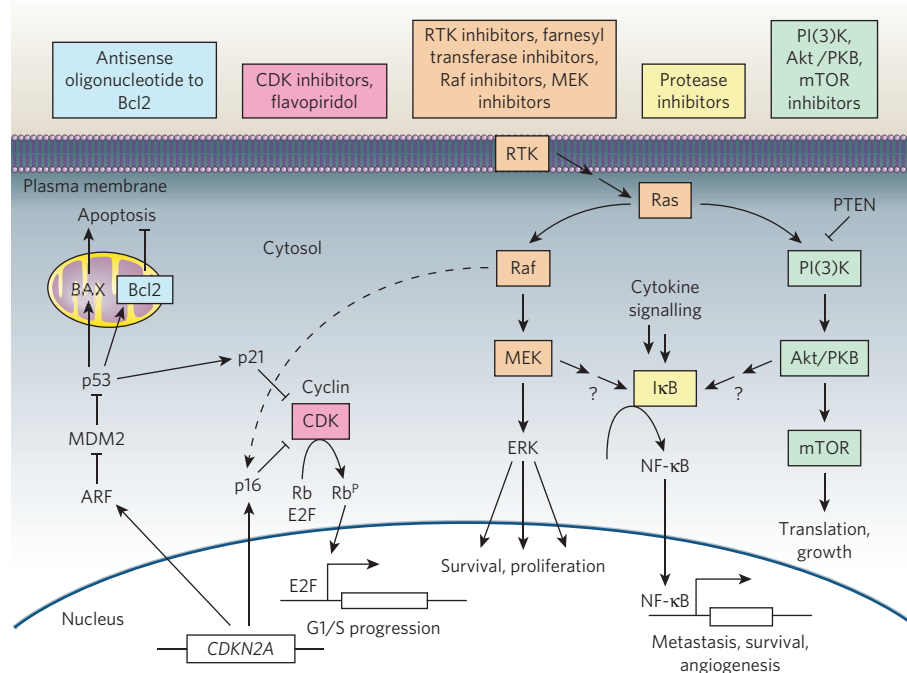 Antisense
oligonucleotide to
Bcl2
CDK inhibitors,
flavopiridol
RTK inhibitors, farnesyl
transferase inhibitors,
Raf inhibitors, MEK
inhibitors
Protease
inhibitors
PI(3)K,
Akt /PKB,
mTOR
inhibitors
RTK
Plasma membrane
Ras
PTEN
Apoptosis
Cytosol
Raf
PI(3)K
BAX
Bcl2
Cytokine
signalling
p21
MEK
Akt/PKB
p53
Cyclin
?
IκB
?
CDK
MDM2
ERK
NF-κB
mTOR
p16
Rb
E2F
Rbᴾ
ARF
Translation,
growth
Survival, proliferation
E2F
NF-κB
Nucleus
G1/S progression
CDKN2A
Metastasis, survival,
angiogenesis